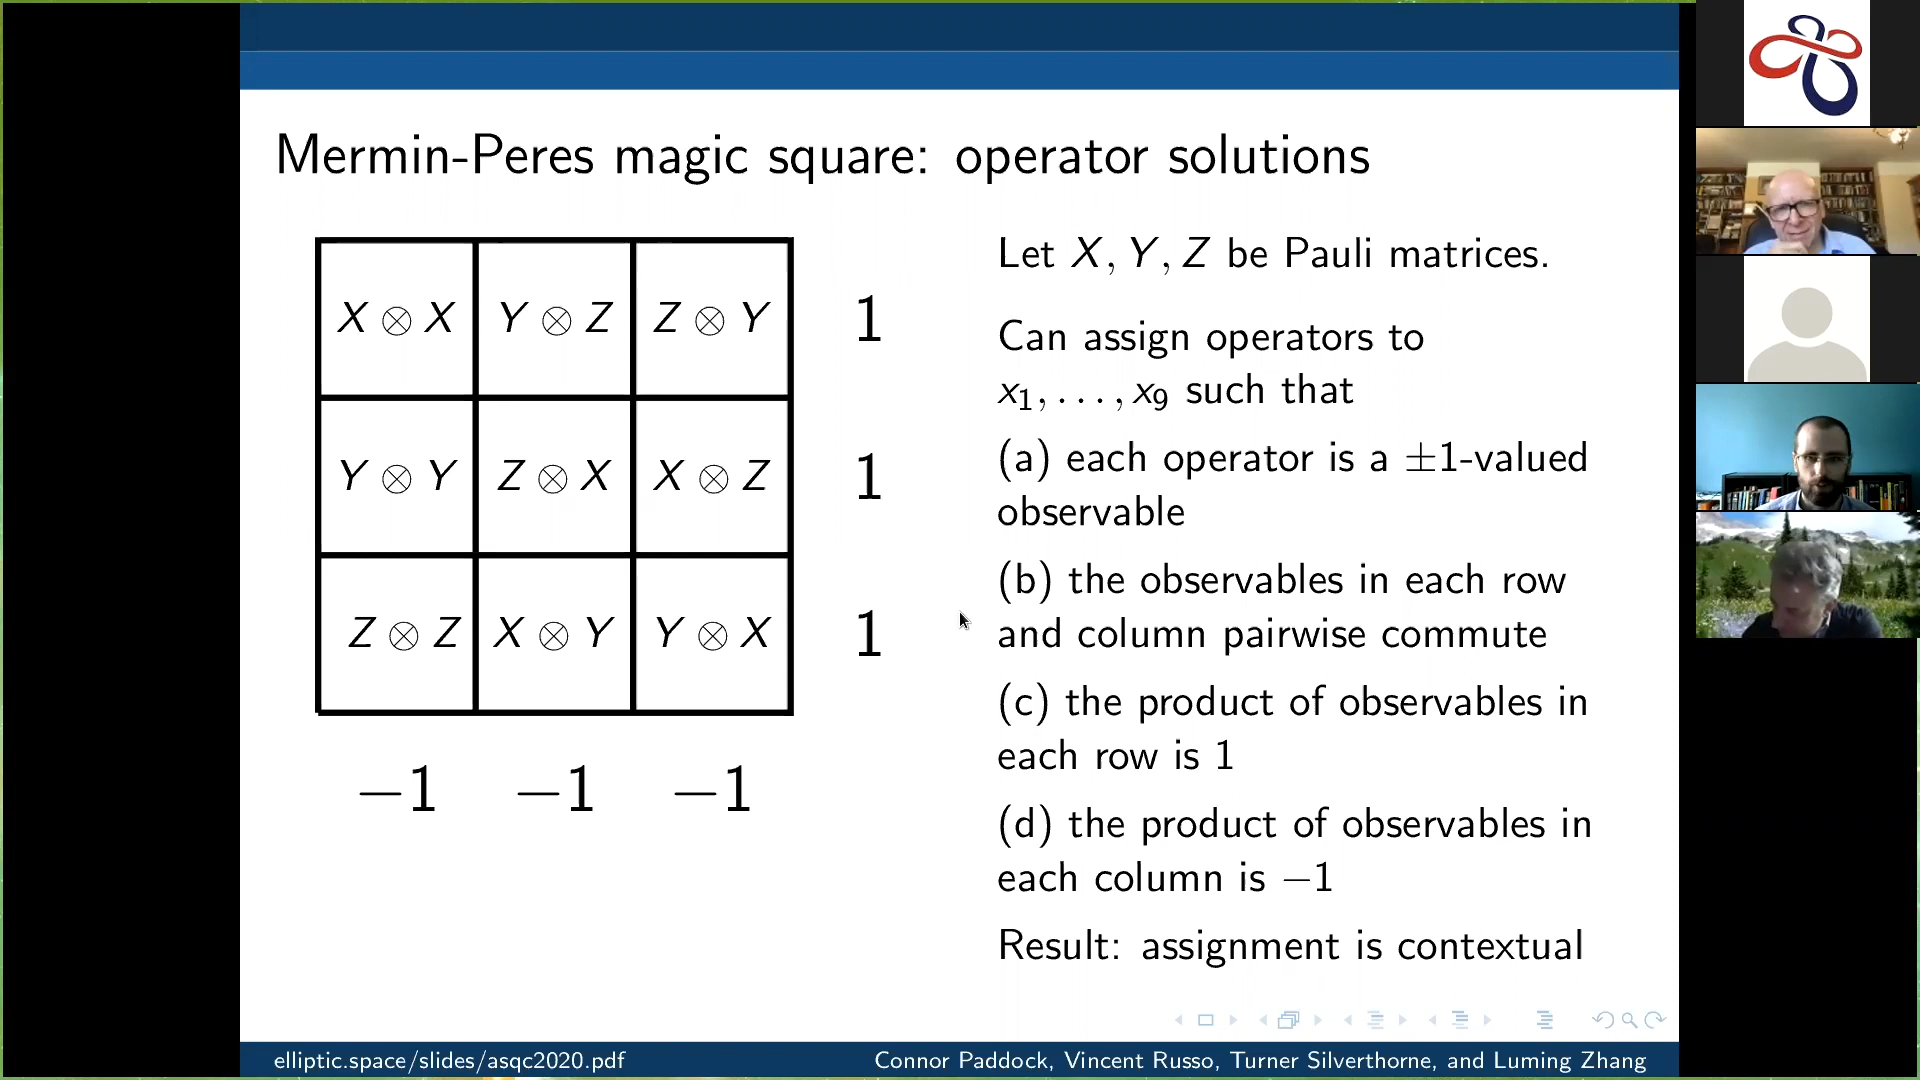 Mermin-Peres magic square: operator solutions
X ⊗ X Y ⊗ Z Z ⊗ Y 1
Y ⊗ Y Z ⊗ X X ⊗ Z 1
Z ⊗ Z X ⊗ Y Y ⊗ X 1
−1 −1 −1
Let X, Y, Z be Pauli matrices.
Can assign operators to
x₁, . . . , x₉ such that
(a) each operator is a ±1-valued
observable
(b) the observables in each row
and column pairwise commute
(c) the product of observables in
each row is 1
(d) the product of observables in
each column is −1
Result: assignment is contextual
elliptic.space/slides/asqc2020.pdf
Connor Paddock, Vincent Russo, Turner Silverthorne, and Luming Zhang